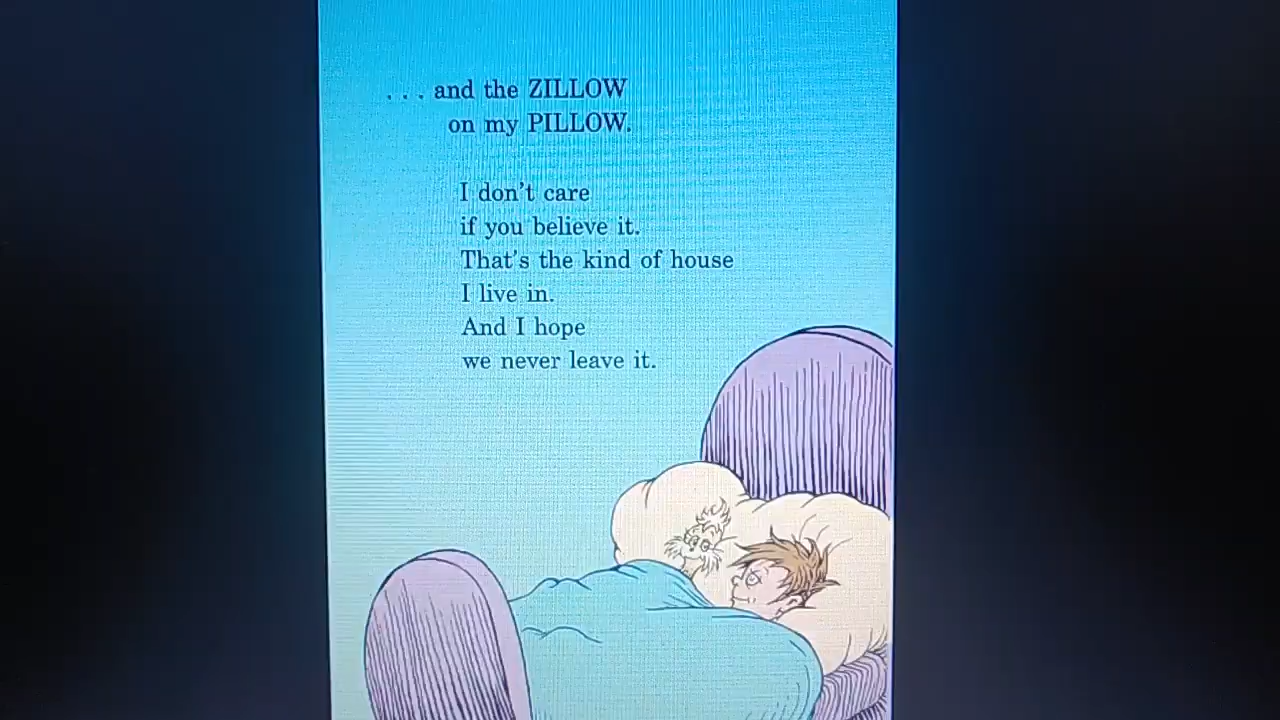 . . . and the ZILLOW
on my PILLOW.
I don't care
if you believe it.
That's the kind of house
I live in.
And I hope
we never leave it.